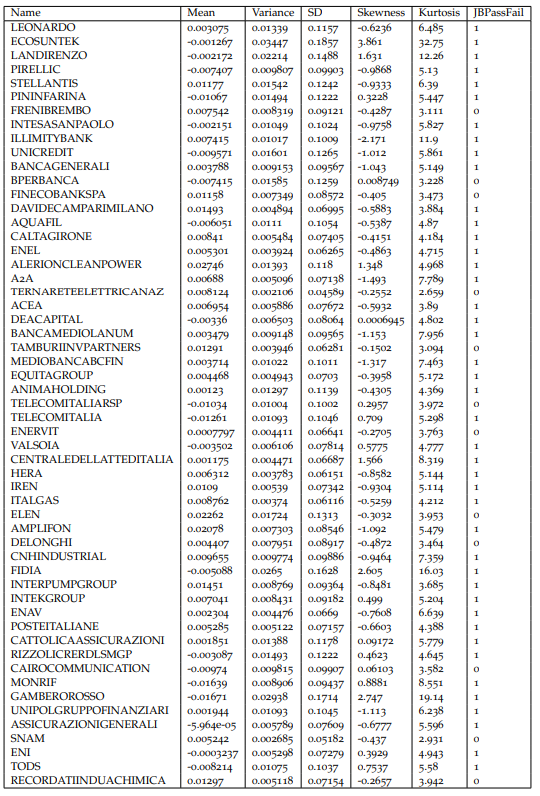 Name Mean Variance SD Skewness Kurtosis JBPassFail
LEONARDO 0.003075 0.01339 0.1157 -0.6236 6.485 1
ECOSUNTEK -0.001267 0.03447 0.1857 3.861 32.75 1
LANDIRENZO -0.002172 0.02214 0.1488 1.631 12.26 1
PIRELLIC -0.007407 0.009807 0.09903 -0.9868 5.13 1
STELLANTIS 0.01177 0.01542 0.1242 -0.9333 6.39 1
PININFARINA -0.01067 0.01494 0.1222 0.3228 5.447 1
FRENIBREMBO 0.007542 0.008319 0.09121 -0.4287 3.111 0
INTESASANPAOLO -0.002151 0.01049 0.1024 -0.9758 5.827 1
ILLIMITYBANK 0.007415 0.01017 0.1009 -2.171 11.9 1
UNICREDIT -0.009571 0.01601 0.1265 -1.012 5.861 1
BANCAGENERALI 0.003788 0.009153 0.09567 -1.043 5.149 1
BPERBANCA -0.007415 0.01585 0.1259 0.008749 3.228 0
FINECOBANKSPA 0.01158 0.007349 0.08572 -0.405 3.473 0
DAVIDECAMPARIMILANO 0.01493 0.004894 0.06995 -0.5883 3.884 1
AQUAFIL -0.006051 0.0111 0.1054 -0.5387 4.87 1
CALTAGIRONE 0.00841 0.005484 0.07405 -0.4151 4.184 1
ENEL 0.005301 0.003924 0.06265 -0.4863 4.715 1
ALERIONCLEANPOWER 0.02746 0.01393 0.118 1.348 4.968 1
A2A 0.00688 0.005096 0.07138 -1.493 7.789 1
TERNARETEELETTRICANAZ 0.008124 0.002106 0.04589 -0.2552 2.659 0
ACEA 0.006954 0.005886 0.07672 -0.5932 3.89 1
DEACAPITAL -0.00336 0.006503 0.08064 0.0006945 4.802 1
BANCAMEDIOLANUM 0.003479 0.009148 0.09565 -1.153 7.956 1
TAMBURIINVPARTNERS 0.01291 0.003946 0.06281 -0.1502 3.094 0
MEDIOBANCABCFIN 0.003714 0.01022 0.1011 -1.317 7.463 1
EQUITAGROUP 0.004468 0.004943 0.0703 -0.3958 5.172 1
ANIMAHOLDING 0.00123 0.01297 0.1139 -0.4305 4.369 1
TELECOMITALIARSP -0.01034 0.01004 0.1002 0.2957 3.972 0
TELECOMITALIA -0.01261 0.01093 0.1046 0.709 5.298 1
ENERVIT 0.0007797 0.004411 0.06641 -0.2705 3.763 0
VALSOIA -0.003502 0.006106 0.07814 0.5775 4.777 1
CENTRALEDELLATTEDITALIA 0.001175 0.004471 0.06687 1.566 8.319 1
HERA 0.006312 0.003783 0.06151 -0.8582 5.144 1
IREN 0.0109 0.00539 0.07342 -0.9304 5.114 1
ITALGAS 0.008762 0.00374 0.06116 -0.5259 4.212 1
ELEN 0.02262 0.01724 0.1313 -0.3032 3.953 0
AMPLIFON 0.02078 0.007303 0.08546 -1.092 5.479 1
DELONGHI 0.004407 0.007951 0.08917 -0.4872 3.464 0
CNHINDUSTRIAL 0.009655 0.009774 0.09886 -0.9464 7.359 1
FIDIA -0.005088 0.0265 0.1628 2.605 16.03 1
INTERPUMPGROUP 0.01451 0.008769 0.09364 -0.8481 3.685 1
INTEKGROUP 0.007041 0.008431 0.09182 0.499 5.204 1
ENAV 0.002304 0.004476 0.0669 -0.7608 6.639 1
POSTEITALIANE 0.005285 0.005122 0.07157 -0.6603 4.388 1
CATTOLICAASSICURAZIONI 0.001851 0.01388 0.1178 0.09172 5.779 1
RIZZOLICRERDLSMGP -0.003087 0.01493 0.1222 0.4623 4.645 1
CAIROCOMMUNICATION -0.00974 0.009815 0.09907 0.06103 3.582 0
MONRIF -0.01639 0.008906 0.09437 0.8881 8.551 1
GAMBEROROSSO -0.01671 0.02938 0.1714 2.747 19.14 1
UNIPOLGRUPPOFINANZIARI 0.001944 0.01093 0.1045 -1.113 6.238 1
ASSICURAZIONIGENERALI -5.964e-05 0.005789 0.07609 -0.6777 5.596 1
SNAM 0.005242 0.002685 0.05182 -0.437 2.931 0
ENI -0.0003237 0.005298 0.07279 0.3929 4.943 1
TODS -0.008214 0.01075 0.1037 0.7537 5.58 1
RECORDATIINDUACHIMICA 0.01297 0.005118 0.07154 -0.2657 3.942 0